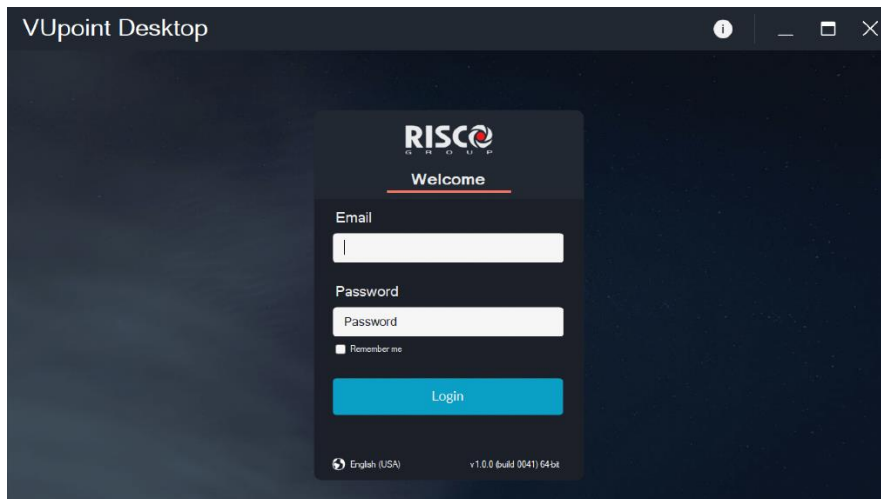 VUpoint Desktop
RISCO
GROUP
Welcome
Email
Password
Password
Remember me
Login
English (USA)
v1.0.0 (build 0041) 64-bit